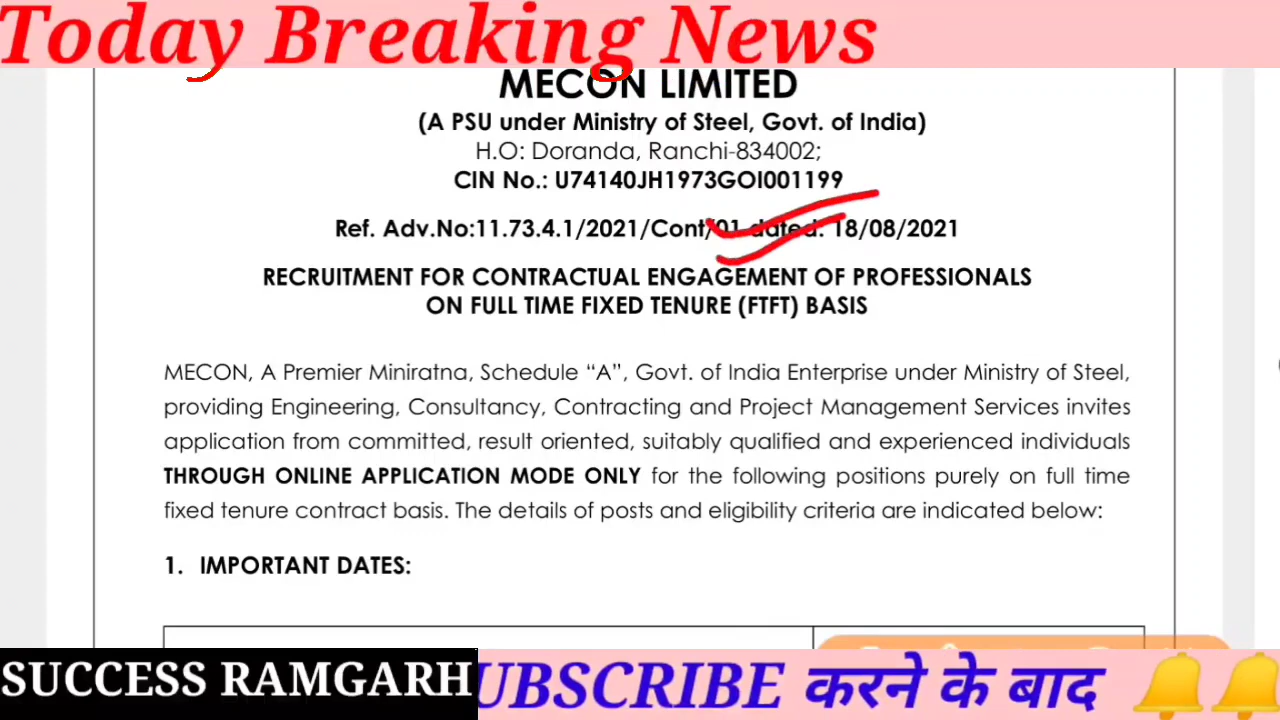 Today Breaking News
MECON LIMITED
(A PSU under Ministry of Steel, Govt. of India)
H.O: Doranda, Ranchi-834002;
CIN No.: U74140JH1973GOI001199
Ref. Adv.No:11.73.4.1/2021/Cont/01 dated: 18/08/2021
RECRUITMENT FOR CONTRACTUAL ENGAGEMENT OF PROFESSIONALS
ON FULL TIME FIXED TENURE (FTFT) BASIS
MECON, A Premier Miniratna, Schedule “A”, Govt. of India Enterprise under Ministry of Steel,
providing Engineering, Consultancy, Contracting and Project Management Services invites
application from committed, result oriented, suitably qualified and experienced individuals
THROUGH ONLINE APPLICATION MODE ONLY for the following positions purely on full time
fixed tenure contract basis. The details of posts and eligibility criteria are indicated below:
1. IMPORTANT DATES:
SUCCESS RAMGARH UBSCRIBE करने के बाद